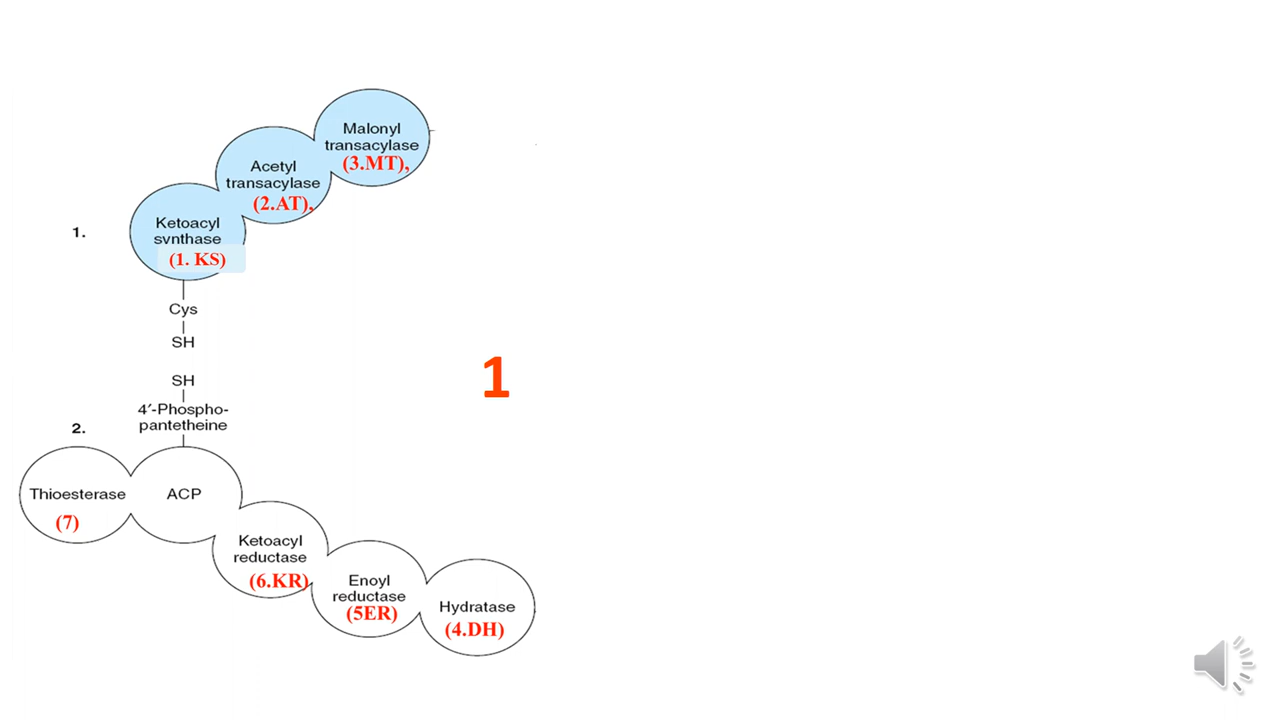 Malonyl
transacylase
(3.MT),
Acetyl
transacylase
(2.AT),
1.
Ketoacyl
svnthase
(1. KS)
Cys
SH
1
SH
4′-Phospho-
pantetheine
2.
Thioesterase
(7)
ACP
Ketoacyl
reductase
(6.KR)
Enoyl
reductase
(5ER)
Hydratase
(4.DH)